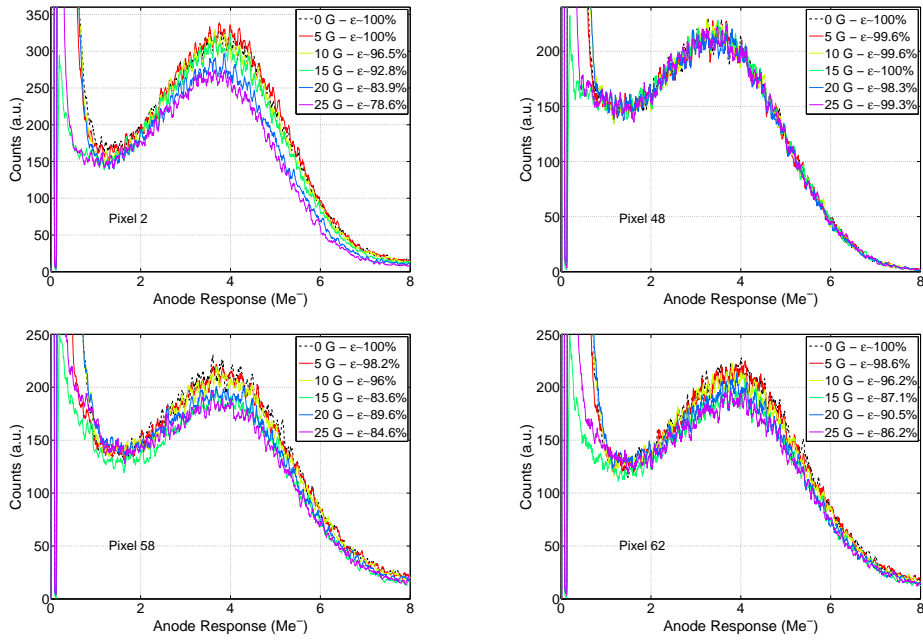 350
300
250
200
150
100
50
0
Counts (a.u.)
0 2 4 6 8
Anode Response (Me⁻)
Pixel 2
0 G − ε~100%
5 G − ε~100%
10 G − ε~96.5%
15 G − ε~92.8%
20 G − ε~83.9%
25 G − ε~78.6%
200
150
100
50
0
Counts (a.u.)
0 2 4 6 8
Anode Response (Me⁻)
Pixel 48
0 G − ε~100%
5 G − ε~99.6%
10 G − ε~99.6%
15 G − ε~100%
20 G − ε~98.3%
25 G − ε~99.3%
250
200
150
100
50
0
Counts (a.u.)
0 2 4 6 8
Anode Response (Me⁻)
Pixel 58
0 G − ε~100%
5 G − ε~98.2%
10 G − ε~96%
15 G − ε~83.6%
20 G − ε~89.6%
25 G − ε~84.6%
250
200
150
100
50
0
Counts (a.u.)
0 2 4 6 8
Anode Response (Me⁻)
Pixel 62
0 G − ε~100%
5 G − ε~98.6%
10 G − ε~96.2%
15 G − ε~87.1%
20 G − ε~90.5%
25 G − ε~86.2%